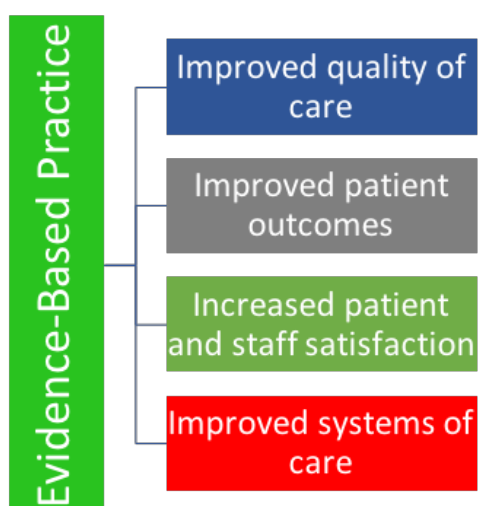 Evidence-Based Practice
Improved quality of
care
Improved patient
outcomes
Increased patient
and staff satisfaction
Improved systems of
care